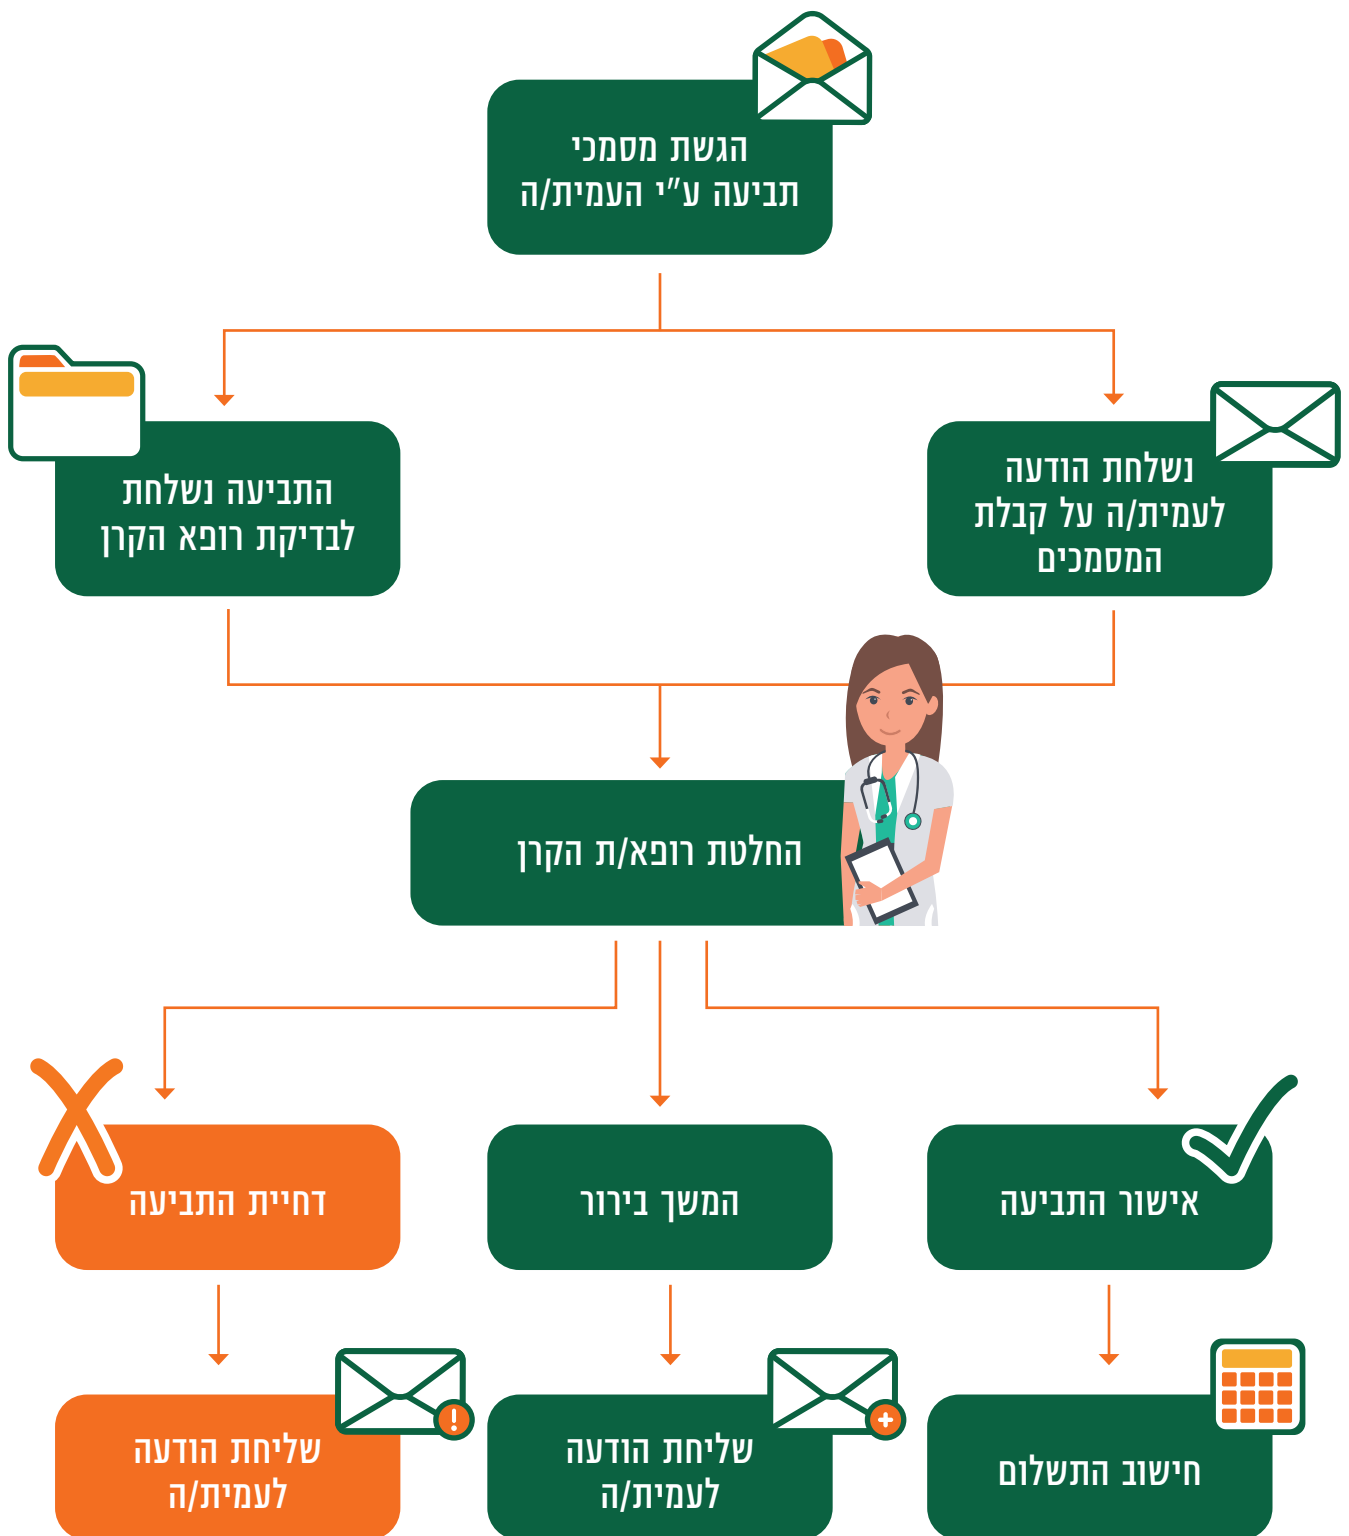 הגשת מסמכי
תביעה ע"י העמית/ה
נשלחת הודעה
לעמית/ה על קבלת
המסמכים
התביעה נשלחת
לבדיקת רופא הקרן
החלטת רופא/ת הקרן
אישור התביעה
המשך בירור
דחיית התביעה
חישוב התשלום
שליחת הודעה
לעמית/ה
שליחת הודעה
לעמית/ה